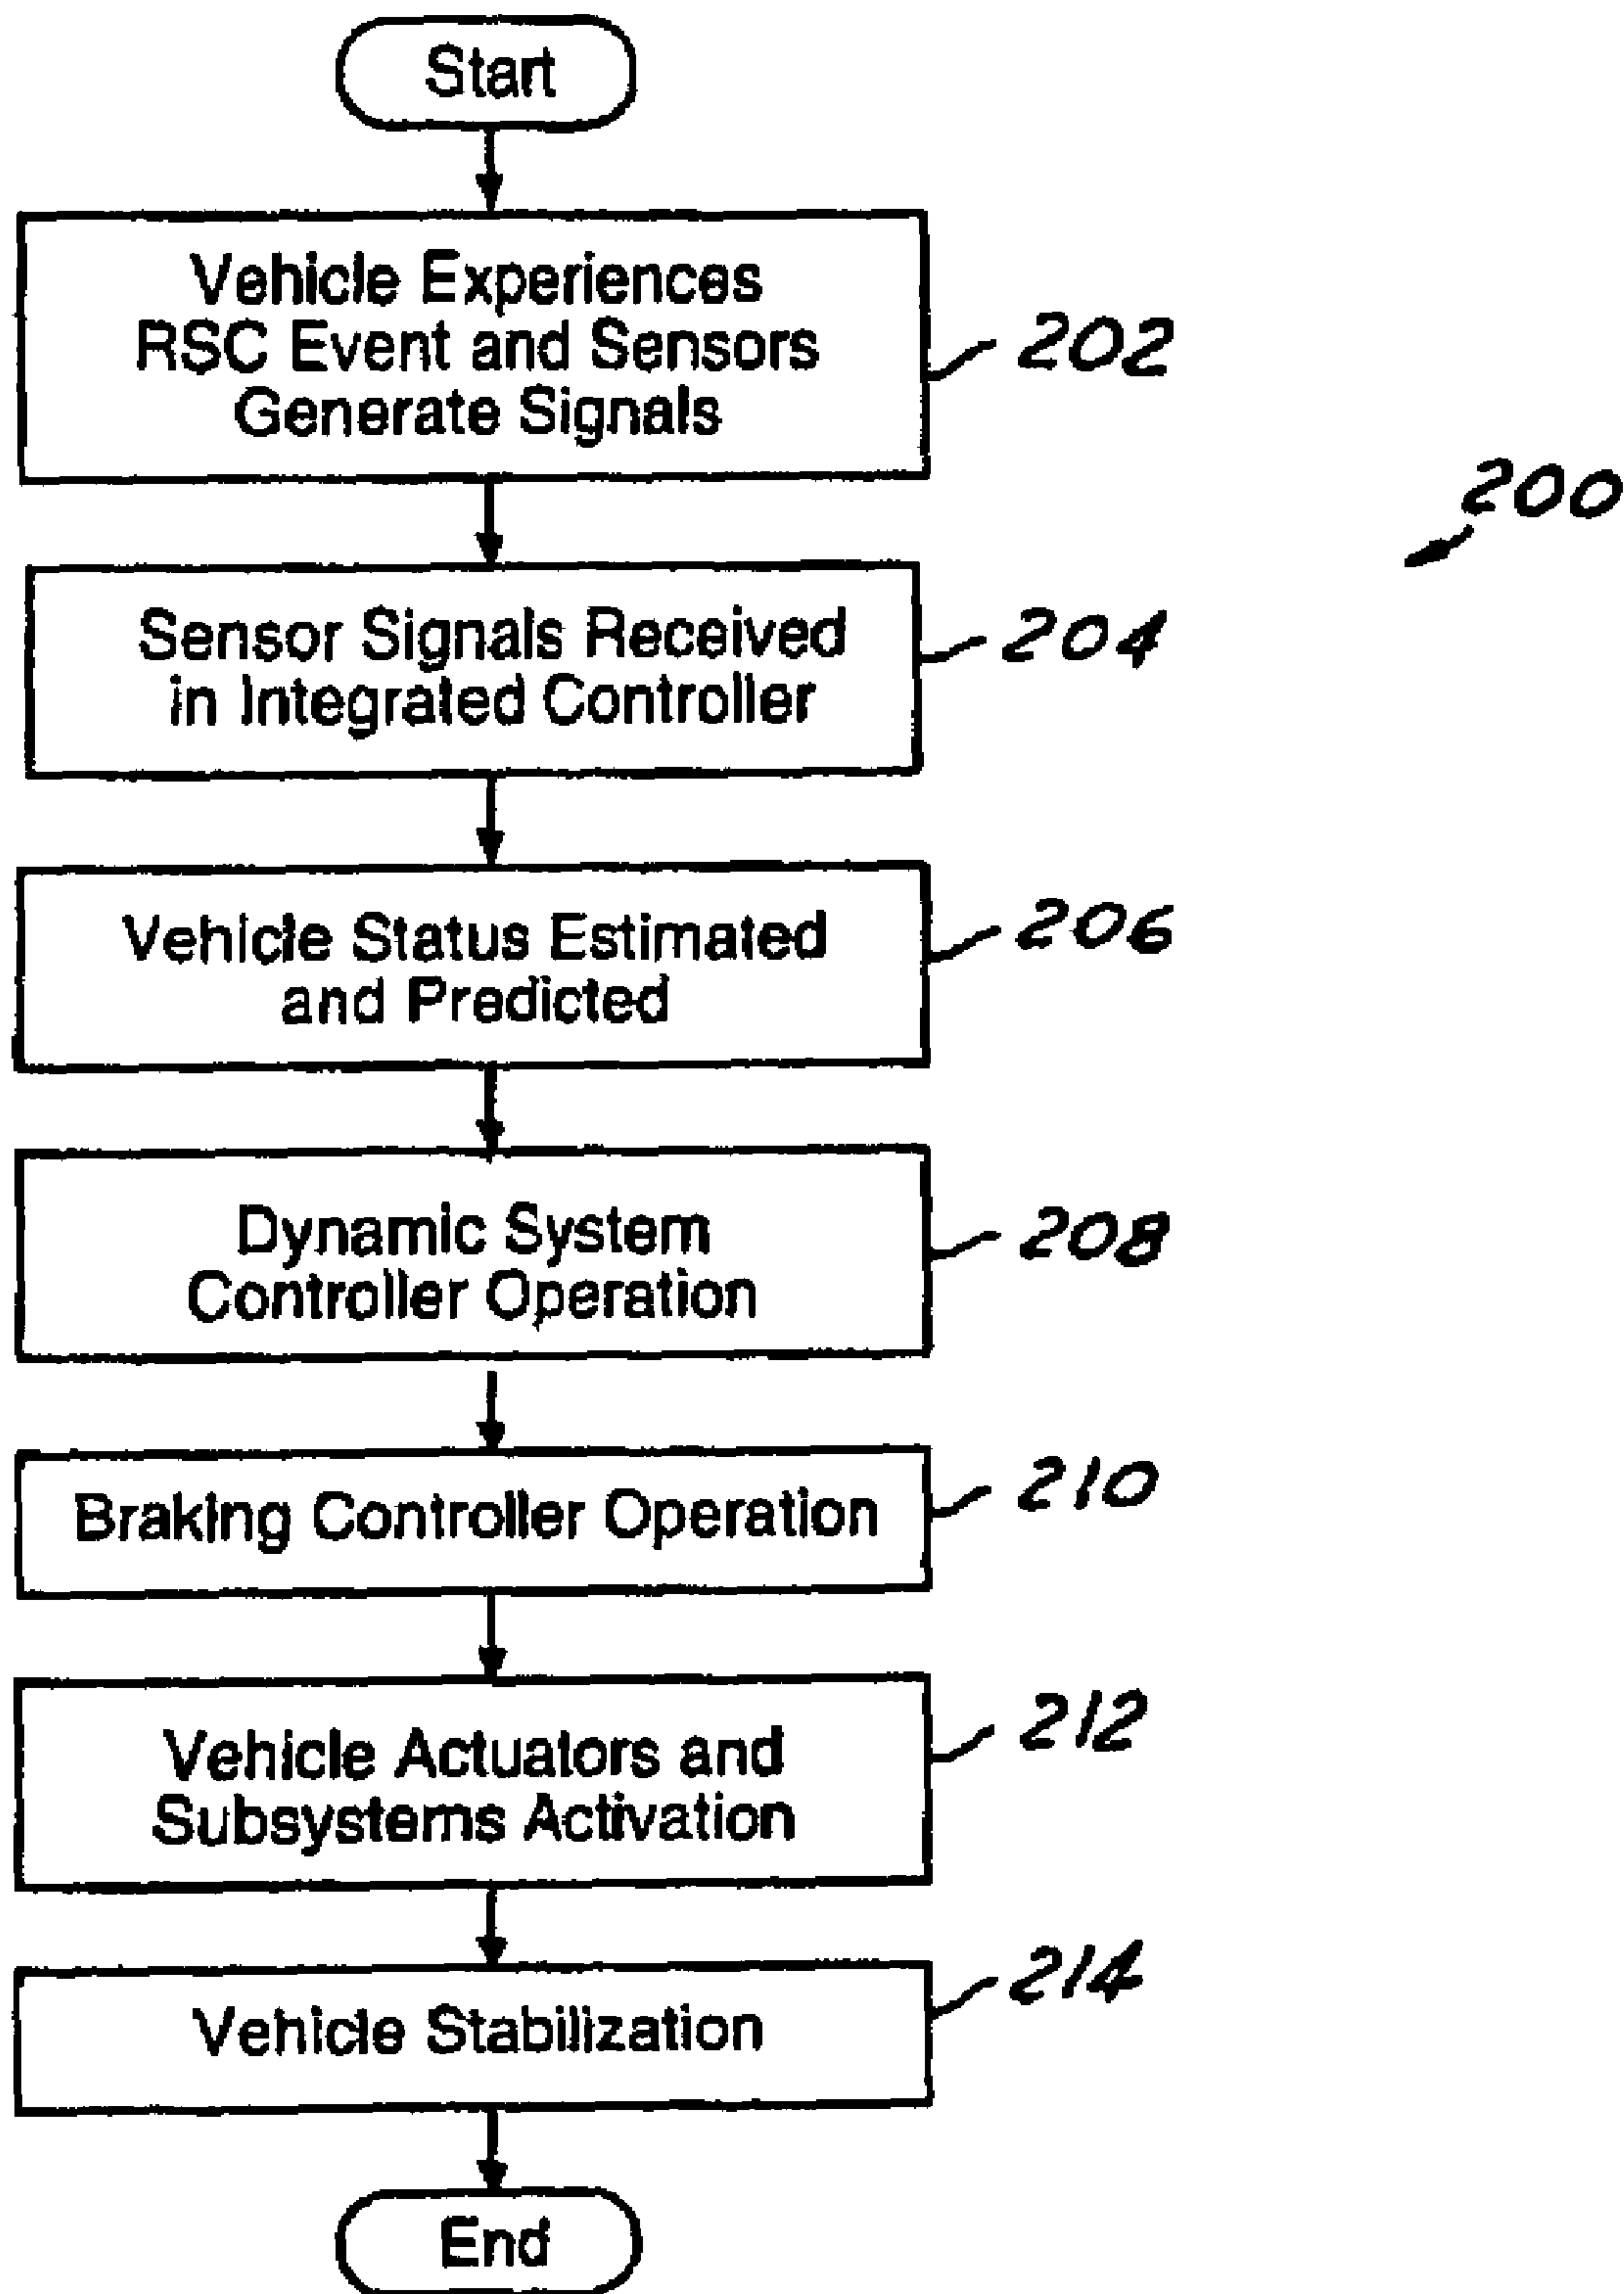 Start
Vehicle Experiences
RSC Event and Sensors
Generate Signals
202
200
Sensor Signals Received
in Integrated Controller
204
Vehicle Status Estimated
and Predicted
206
Dynamic System
Controller Operation
208
Braking Controller Operation
210
Vehicle Actuators and
Subsystems Activation
212
Vehicle Stabilization
214
End